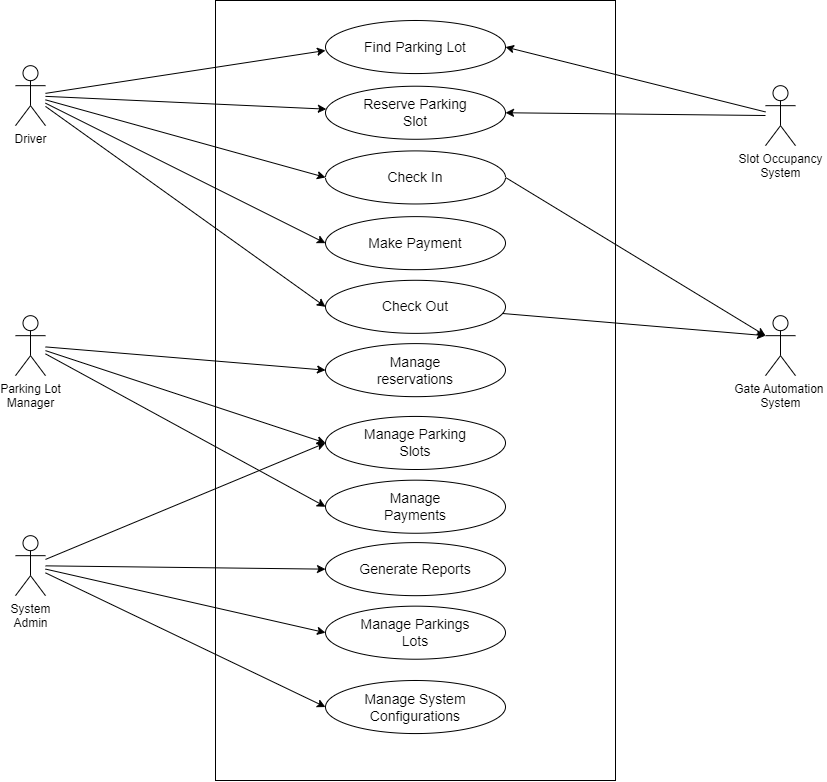 Find Parking Lot
Reserve Parking
Slot
Driver
Slot Occupancy
System
Check In
Make Payment
Check Out
Manage
reservations
Parking Lot
Manager
Gate Automation
System
Manage Parking
Slots
Manage
Payments
Generate Reports
System
Admin
Manage Parkings
Lots
Manage System
Configurations